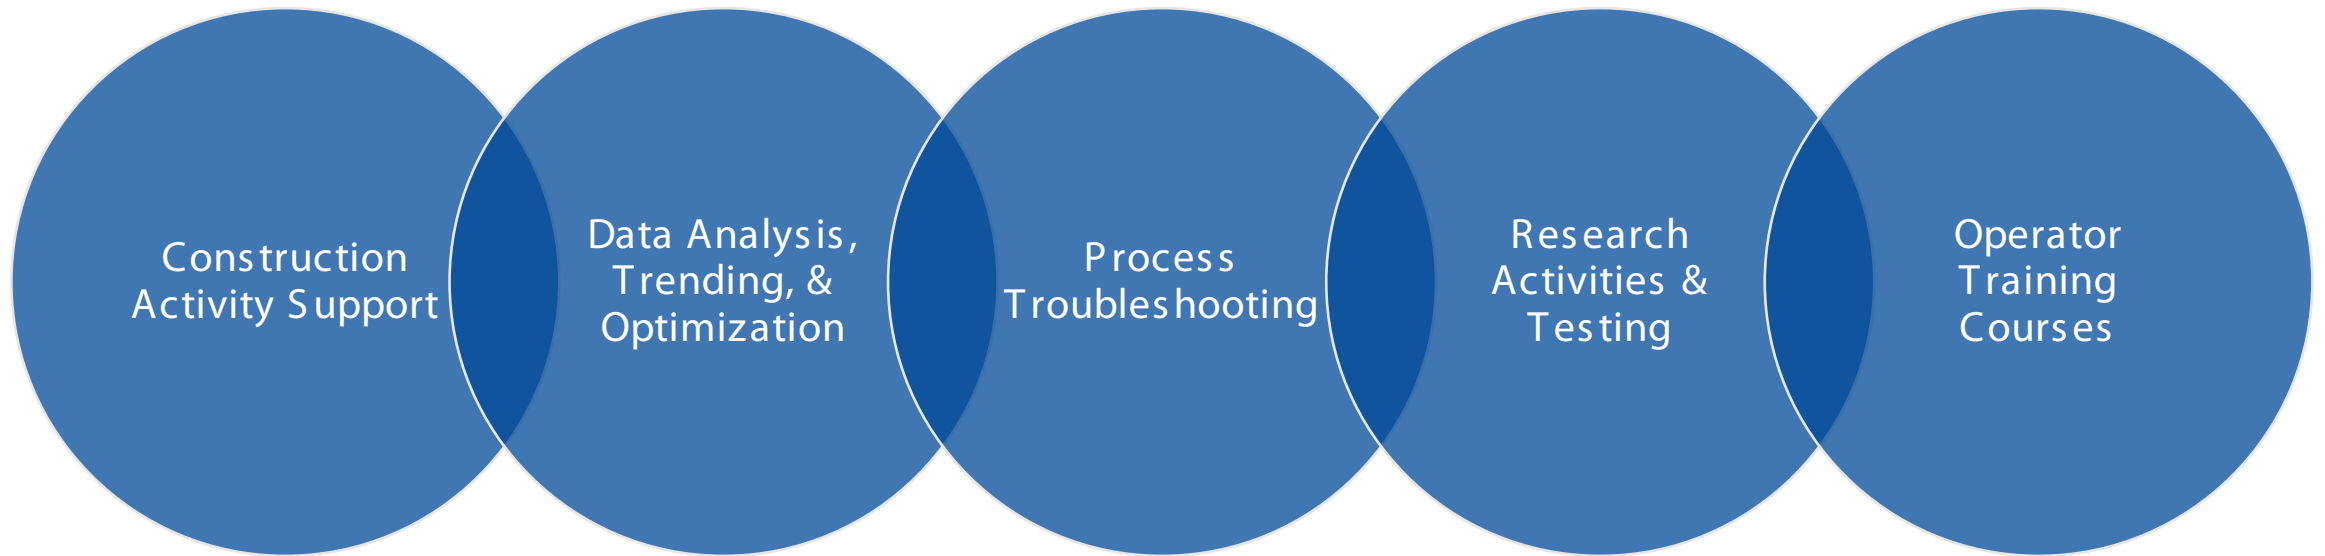 Construction
Activity Support
Data Analysis,
Trending, &
Optimization
Process
Troubleshooting
Research
Activities &
Testing
Operator
Training
Courses